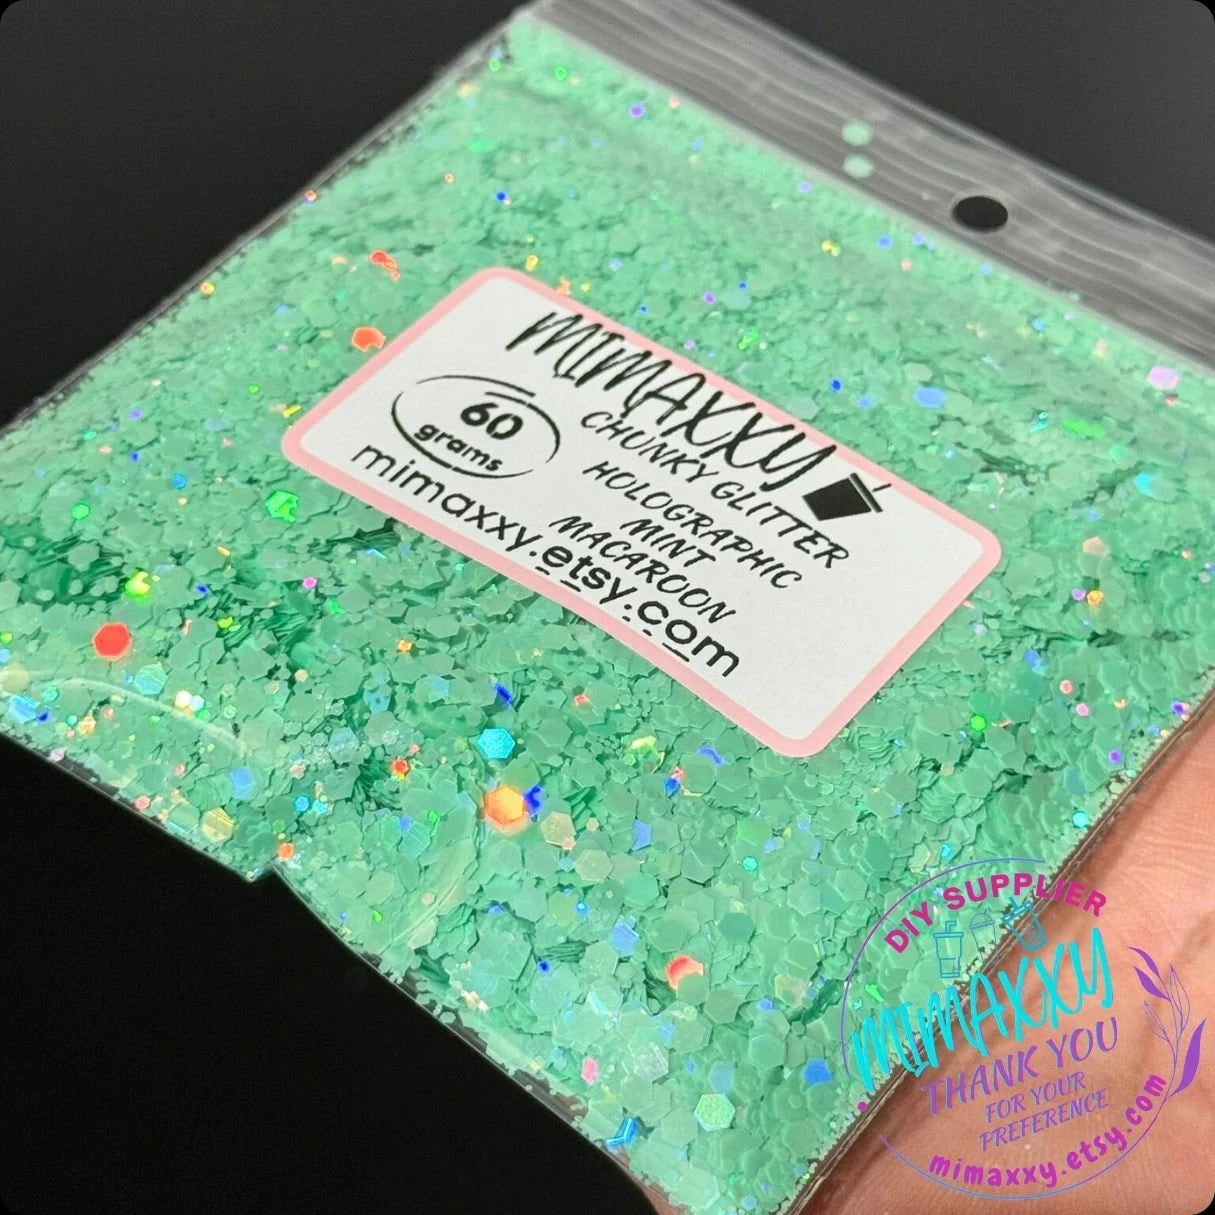 MIMAXXY
60
grams
CHUNKY GLITTER
HOLOGRAPHIC
MINT
MACAROON
mimaxxy.etsy.com
DIY SUPPLIER
MIMAXXY
THANK YOU
FOR YOUR
PREFERENCE
mimaxxy.etsy.com